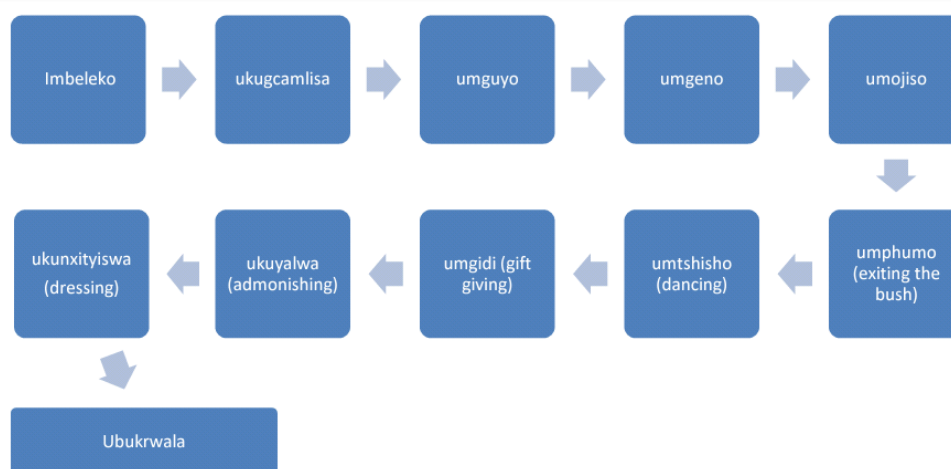 Imbeleko
ukugcamlisa
umguyo
umgeno
umojiso
umphumo
(exiting the
bush)
umtshisho
(dancing)
umgidi (gift
giving)
ukuyalwa
(admonishing)
ukunxityiswa
(dressing)
Ubukrwala